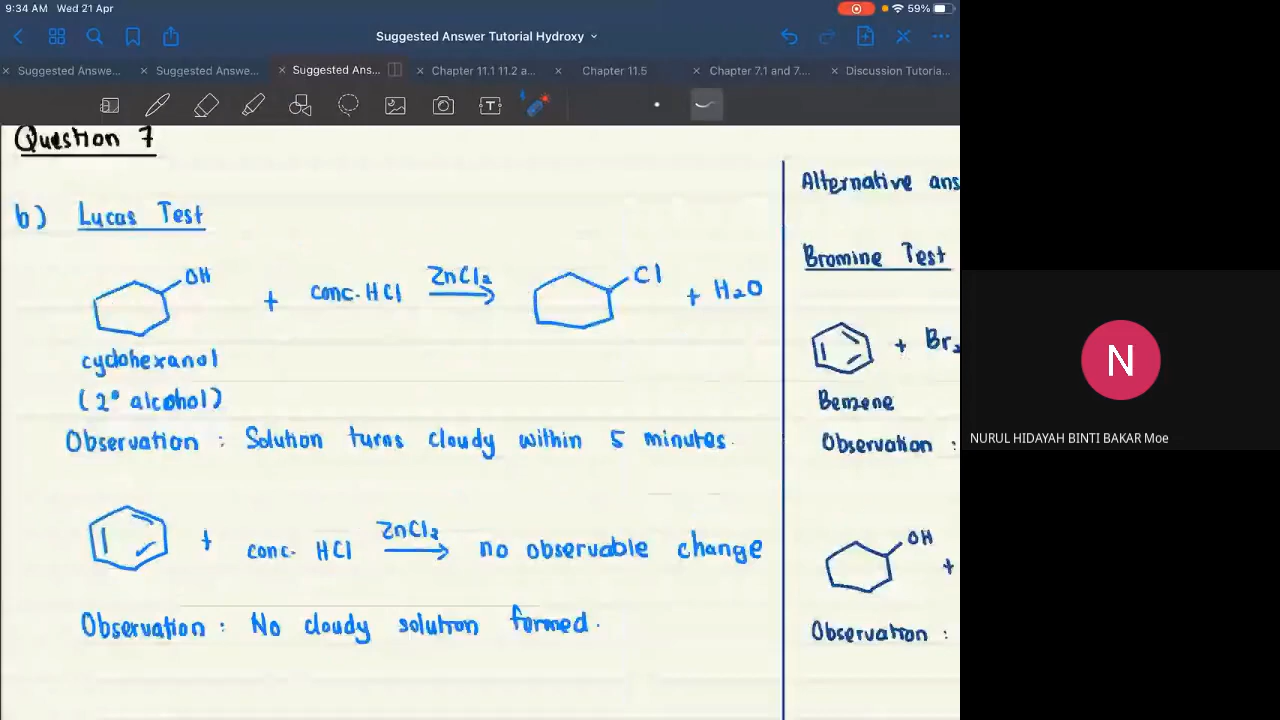 9:34 AM Wed 21 Apr
59%
Suggested Answer Tutorial Hydroxy
Suggested Answe...
Suggested Answe...
Suggested Ans...
Chapter 11.1 11.2 a...
Chapter 11.5
Chapter 7.1 and 7....
Discussion Tutoria...
Question 7
b) Lucas Test
OH
+ conc. HCl ZnCl₂ Cl + H₂O
cyclohexanol
(2° alcohol)
Observation : Solution turns cloudy within 5 minutes.
+ conc. HCl ZnCl₂ no observable change
Observation : No cloudy solution formed.
Alternative ans
Bromine Test
+ Br₂
Benzene
Observation :
OH
+
Observation :
N
NURUL HIDAYAH BINTI BAKAR Moe